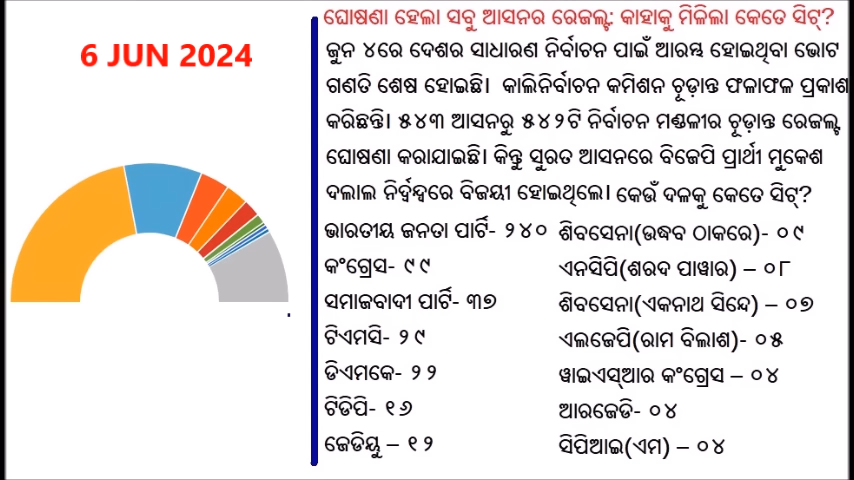 ଘୋଷଣା ହେଲା ସବୁ ଆସନର ରେଜଲ୍ଟ: କାହାକୁ ମିଳିଲା କେତେ ସିଟ୍?
6 JUN 2024
ଜୁନ ୪ରେ ଦେଶର ସାଧାରଣ ନିର୍ବାଚନ ପାଇଁ ଆରମ୍ଭ ହୋଇଥିବା ଭୋଟ
ଗଣତି ଶେଷ ହୋଇଛି। କାଲିନିର୍ବାଚନ କମିଶନ ଚୂଡ଼ାନ୍ତ ଫଳାଫଳ ପ୍ରକାଶ
କରିଛନ୍ତି। ୫୪୩ ଆସନରୁ ୫୪୨ଟି ନିର୍ବାଚନ ମଣ୍ଡଳୀର ଚୂଡ଼ାନ୍ତ ରେଜଲ୍ଟ
ଘୋଷଣା କରାଯାଇଛି। କିନ୍ତୁ ସୁରତ ଆସନରେ ବିଜେପି ପ୍ରାର୍ଥୀ ମୁକେଶ
ଦଲାଲ ନିର୍ଦ୍ୱନ୍ଦ୍ୱରେ ବିଜୟୀ ହୋଇଥିଲେ। କେଉଁ ଦଳକୁ କେତେ ସିଟ୍?
ଭାରତୀୟ ଜନତା ପାର୍ଟି- ୨୪୦
କଂଗ୍ରେସ- ୯୯
ସମାଜବାଦୀ ପାର୍ଟି- ୩୭
ଟିଏମସି- ୨୯
ଡିଏମକେ- ୨୨
ଟିଡିପି- ୧୬
ଜେଡିୟୁ – ୧୨
ଶିବସେନା(ଉଦ୍ଧବ ଠାକରେ)- ୦୯
ଏନସିପି(ଶରଦ ପାୱାର) – ୦୮
ଶିବସେନା(ଏକନାଥ ସିନ୍ଦେ) – ୦୭
ଏଲଜେପି(ରାମ ବିଲାଶ)- ୦୫
ୱାଇଏସ୍ଆର କଂଗ୍ରେସ – ୦୪
ଆରଜେଡି- ୦୪
ସିପିଆଇ(ଏମ) – ୦୪